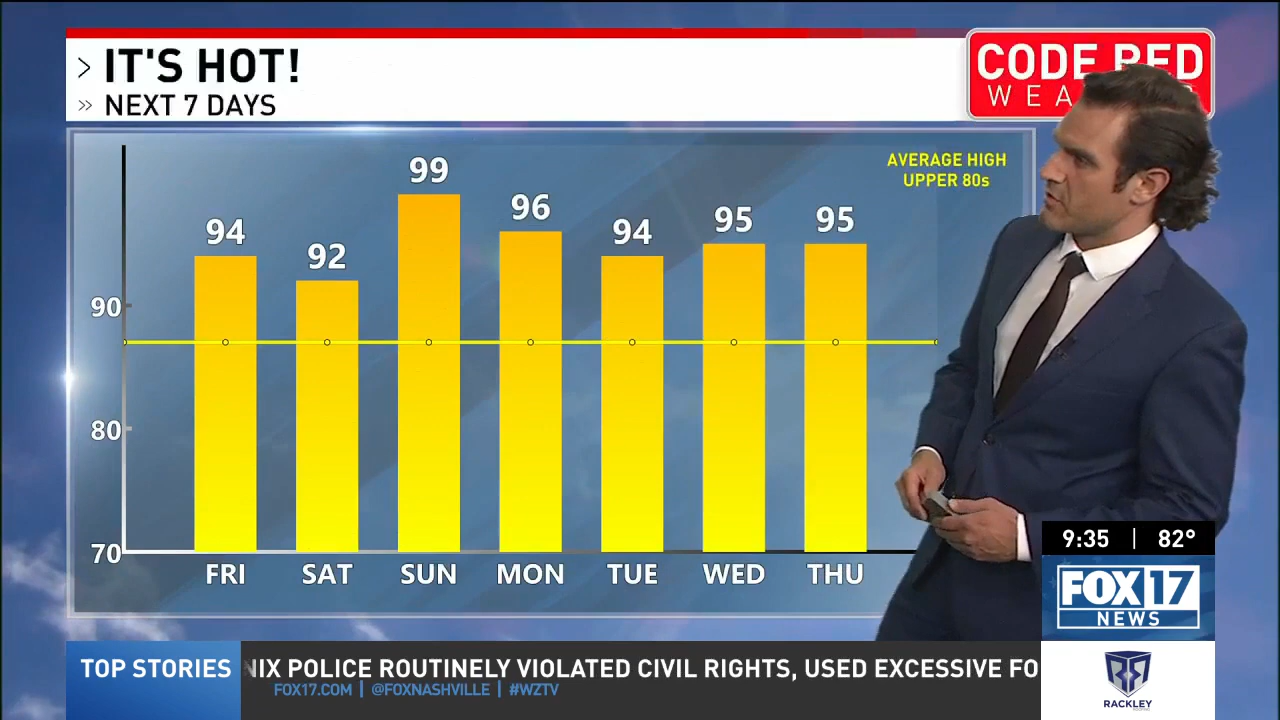 IT'S HOT!
NEXT 7 DAYS
CODE RED
WEA
AVERAGE HIGH
UPPER 80s
99
96
95
95
94
94
92
90
80
70
FRI SAT SUN MON TUE WED THU
9:35 | 82°
FOX 17
NEWS
TOP STORIES
NIX POLICE ROUTINELY VIOLATED CIVIL RIGHTS, USED EXCESSIVE FO
FOX17.COM | @FOXNASHVILLE | #WZTV
RACKLEY